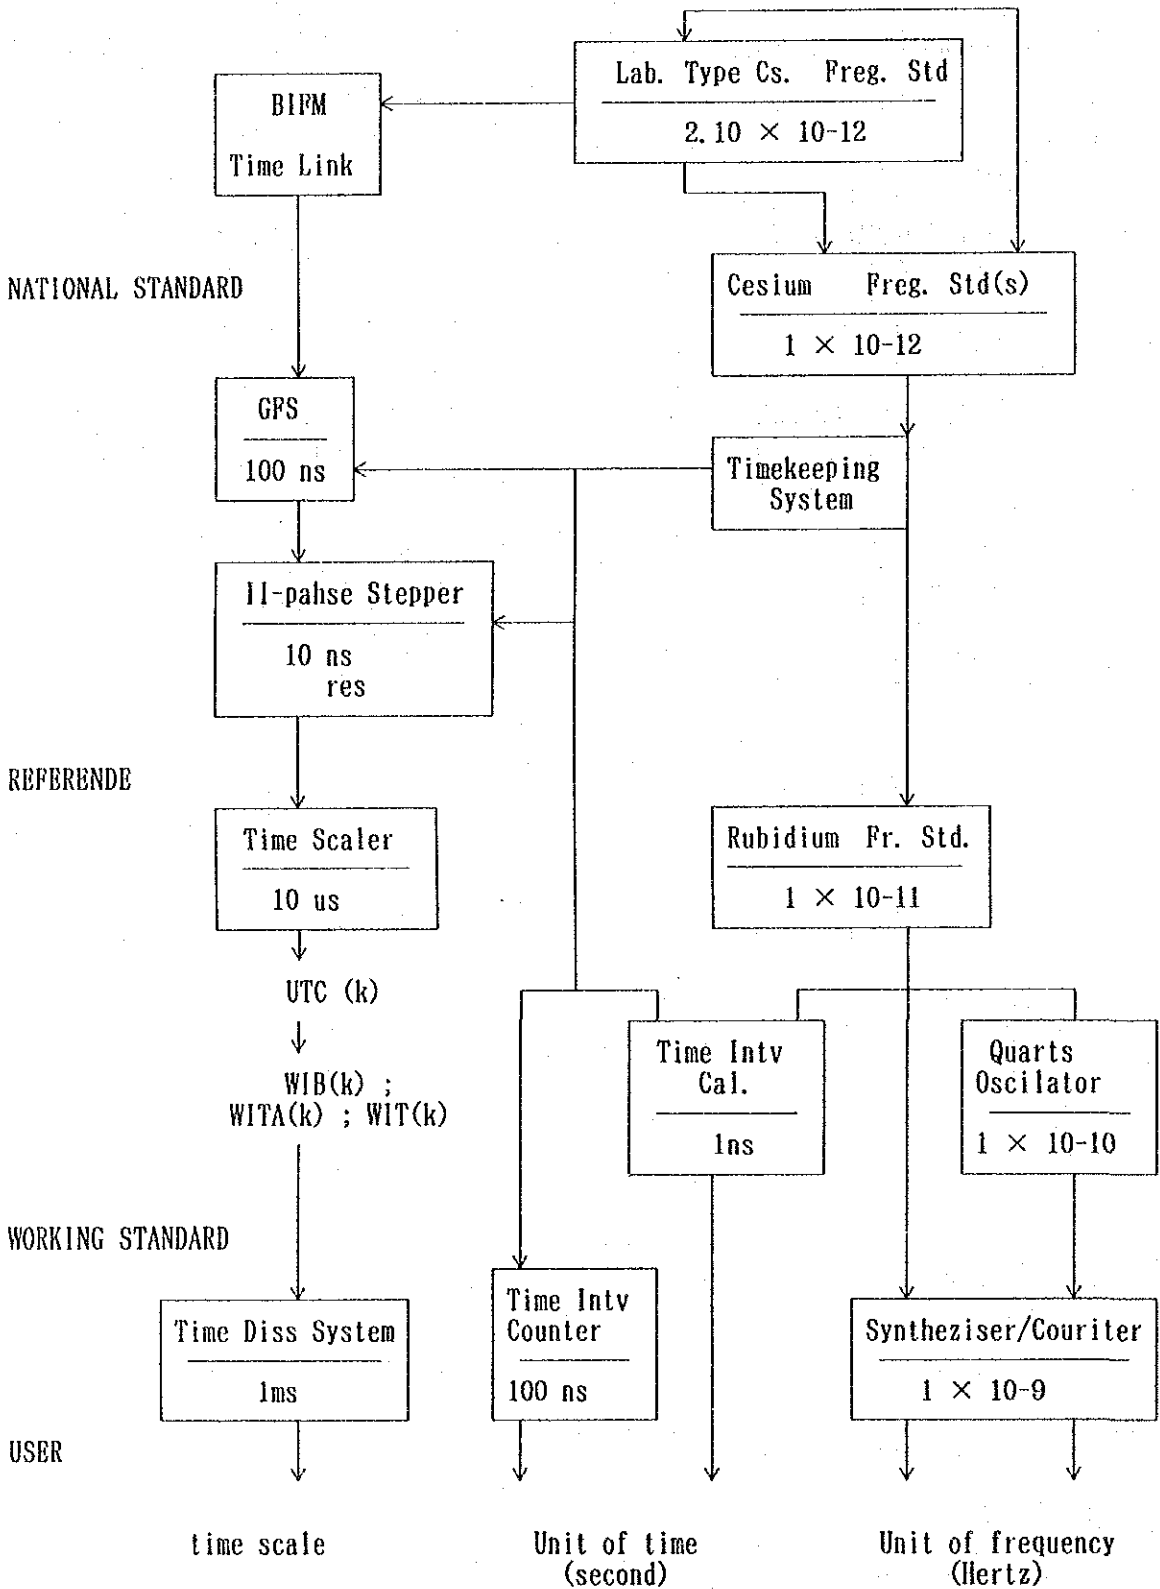 Lab. Type Cs. Freg. Std
2.10 × 10-12
BIFM
Time Link
NATIONAL STANDARD
Cesium Freg. Std(s)
1 × 10-12
GFS
100 ns
Timekeeping
System
II-pahse Stepper
10 ns
res
REFERENDE
Time Scaler
10 us
Rubidium Fr. Std.
1 × 10-11
UTC (k)
WIB(k) ;
WITA(k) ; WIT(k)
Time Intv
Cal.
1ns
Quarts
Oscilator
1 × 10-10
WORKING STANDARD
Time Diss System
1ms
Time Intv
Counter
100 ns
Syntheziser/Couriter
1 × 10-9
USER
time scale
Unit of time
(second)
Unit of frequency
(Hertz)